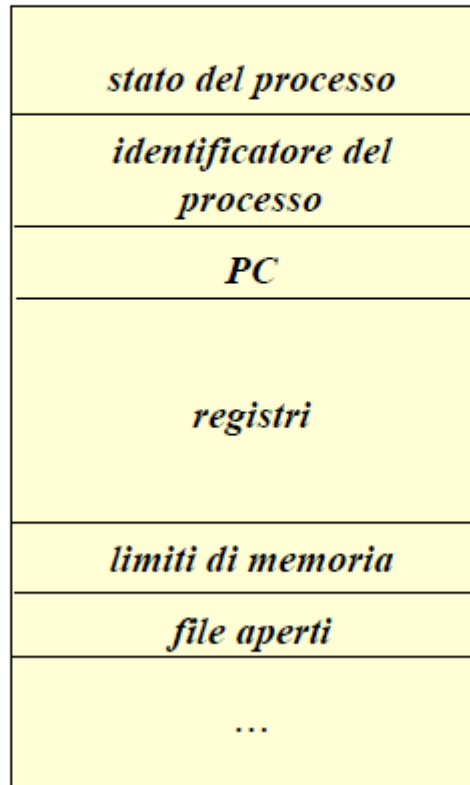 stato del processo
identificatore del
processo
PC
registri
limiti di memoria
file aperti
...